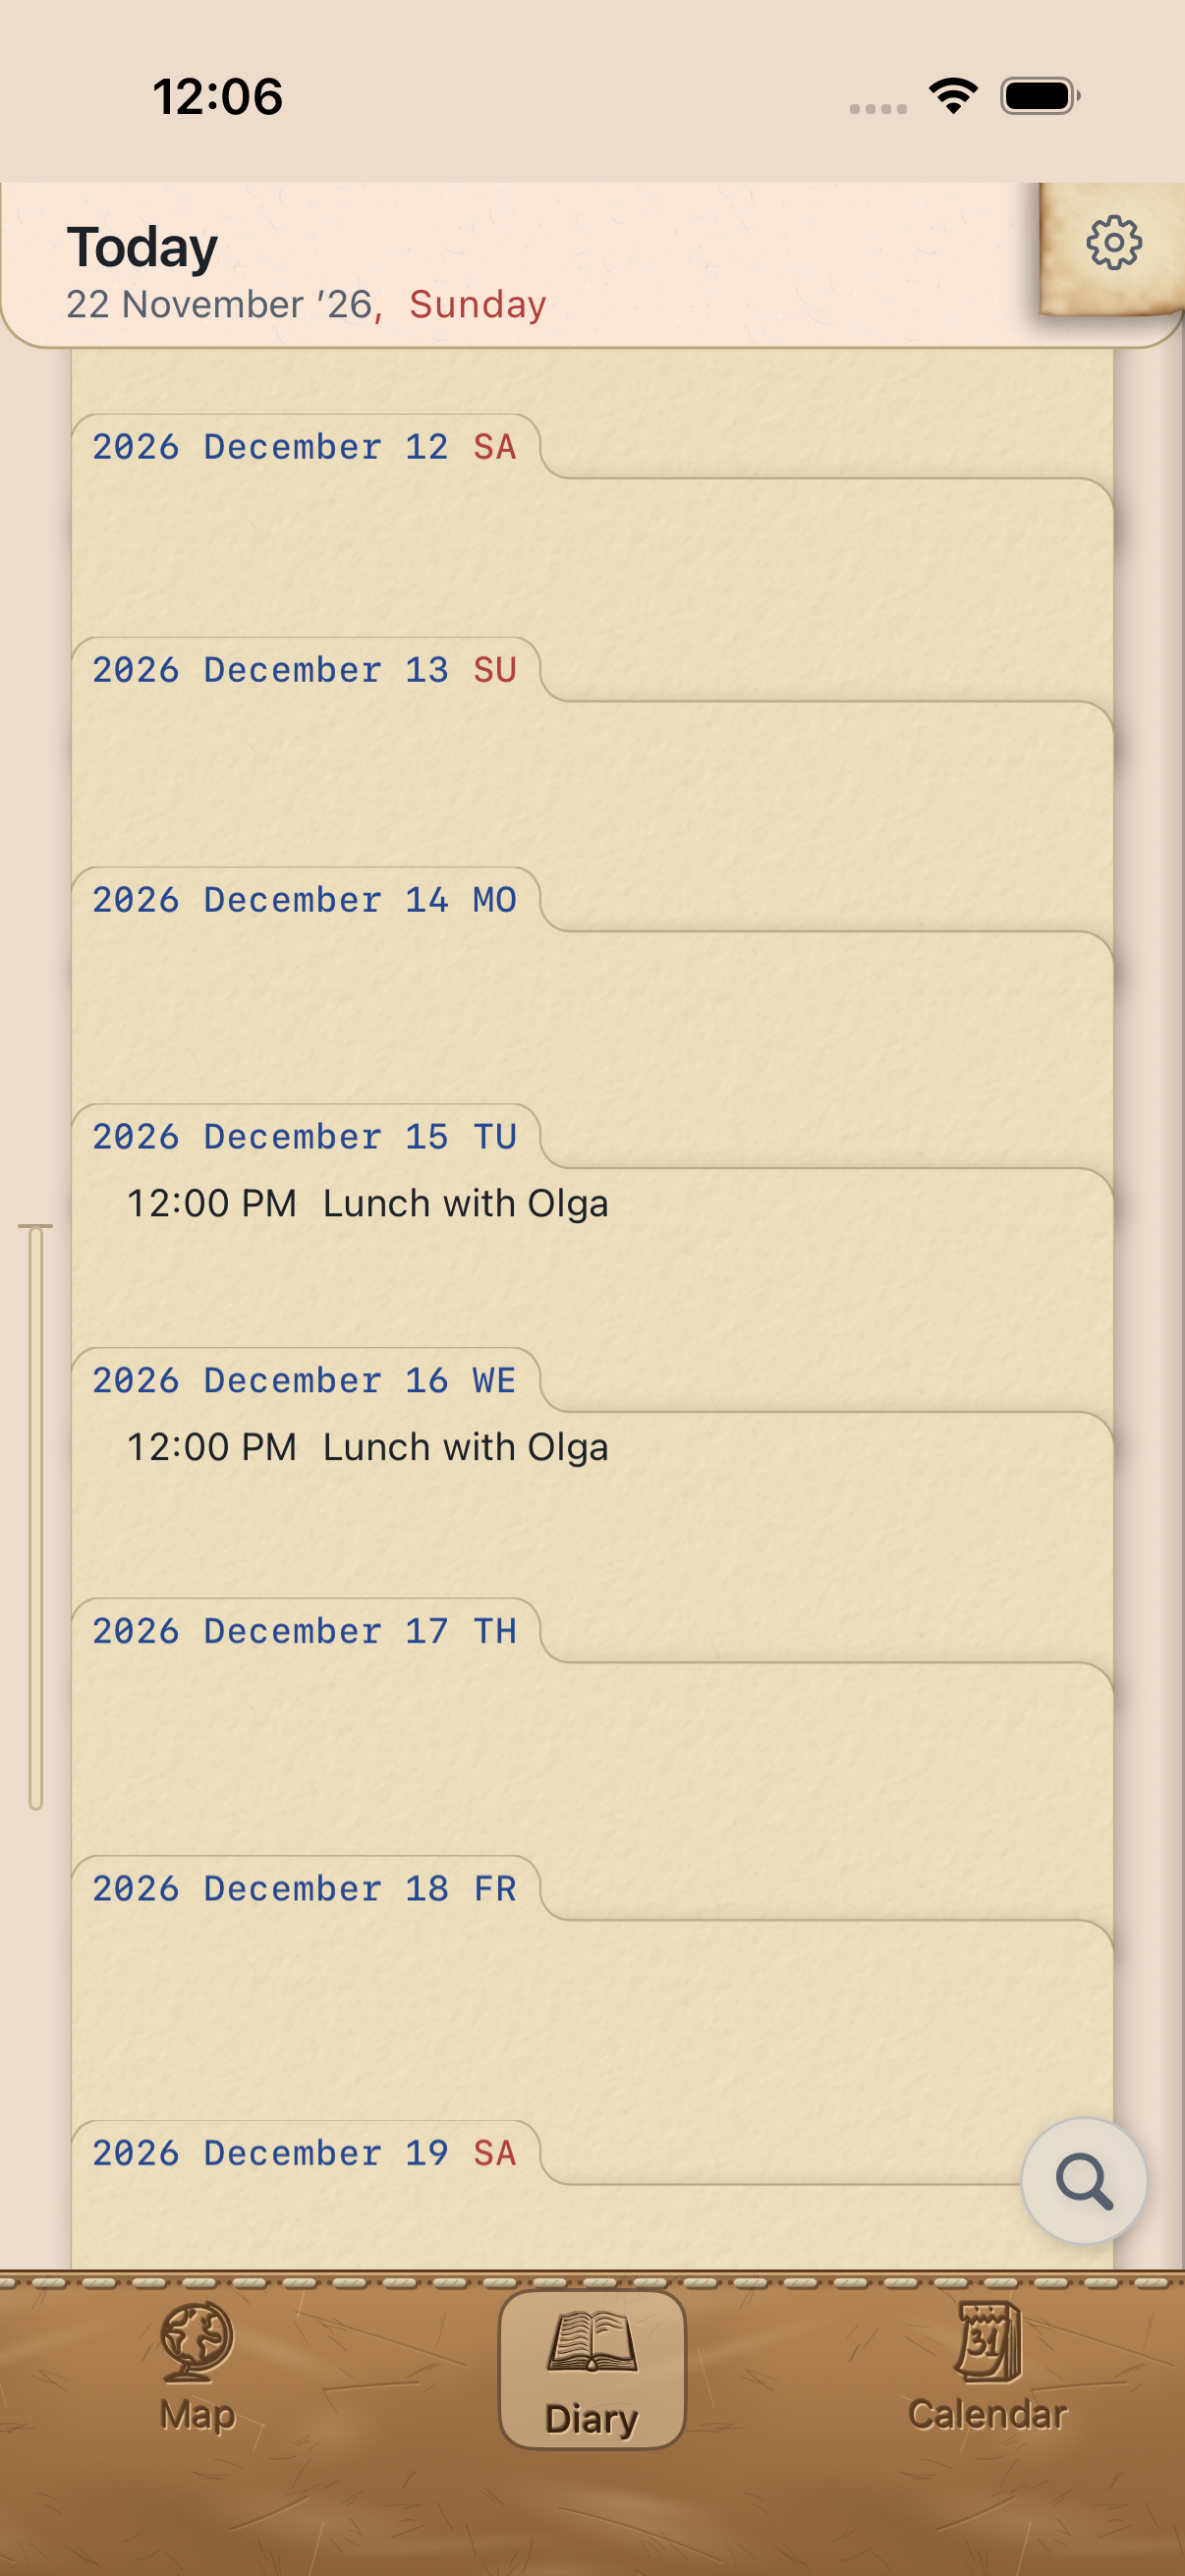 12:06
Today
22 November ’26, Sunday
2026 December 12 SA
2026 December 13 SU
2026 December 14 MO
2026 December 15 TU
12:00 PM Lunch with Olga
2026 December 16 WE
12:00 PM Lunch with Olga
2026 December 17 TH
2026 December 18 FR
2026 December 19 SA
31
Map
Diary
Calendar